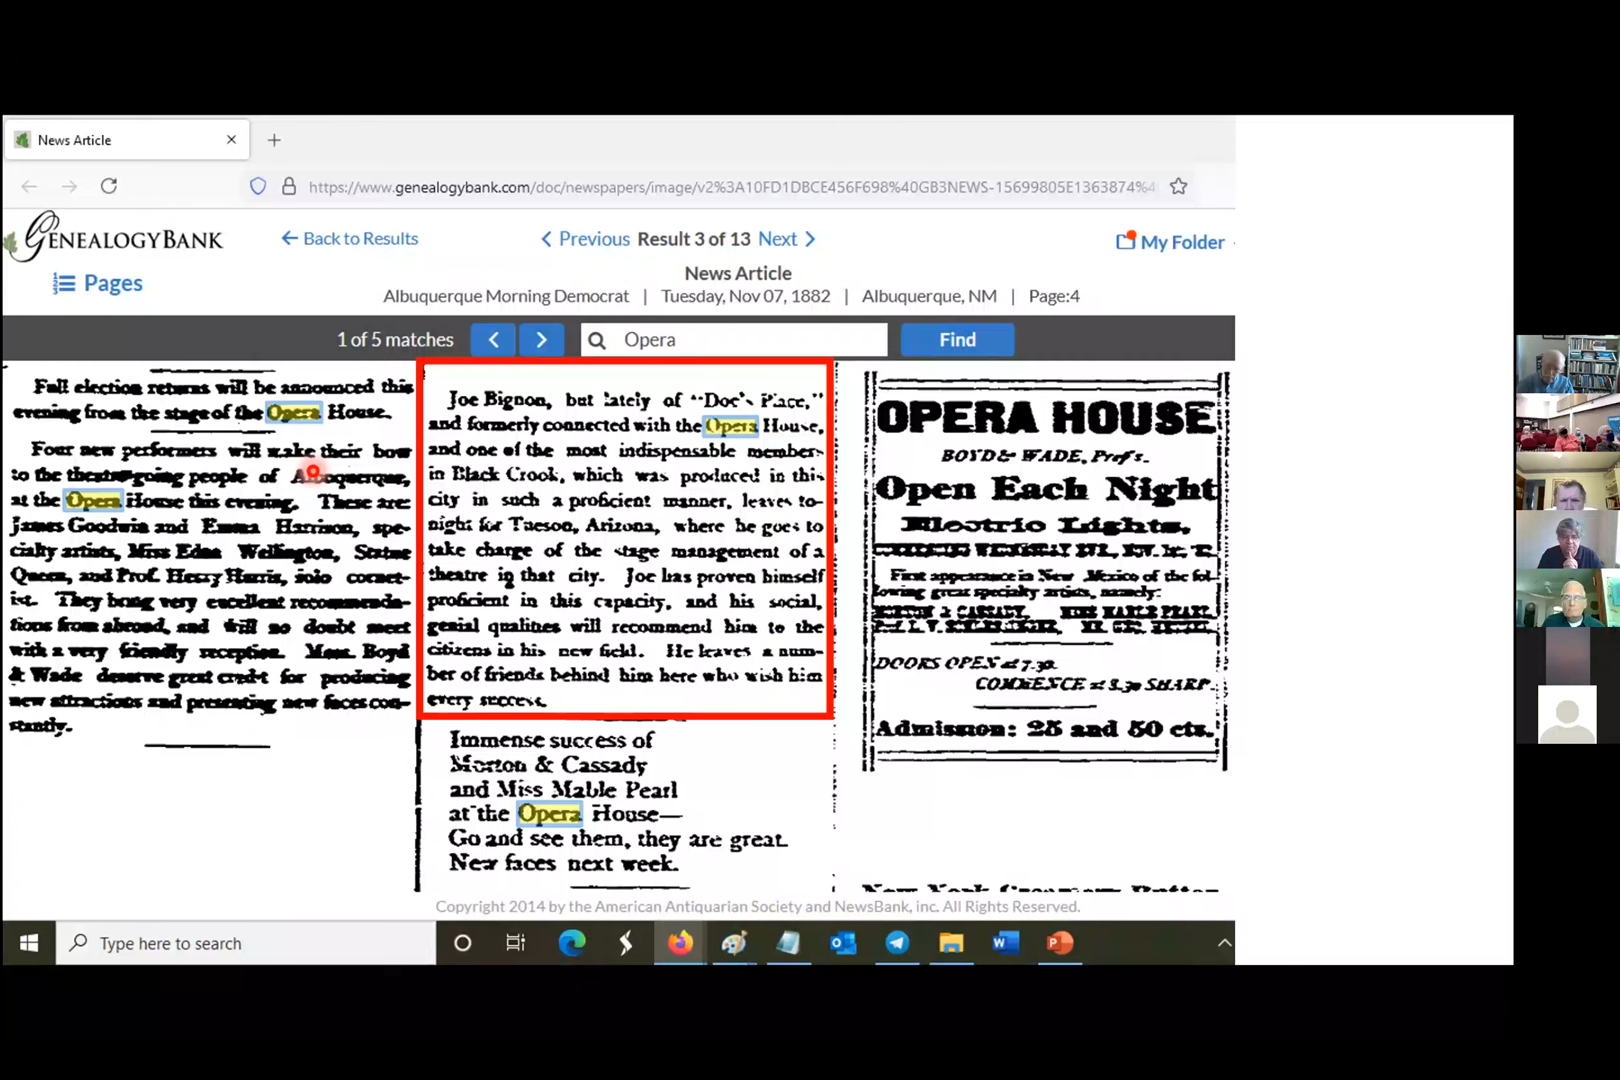 News Article
https://www.genealogybank.com/doc/newspapers/image/v2%3A10FD1DBCE456F698%40GB3NEWS-15699805E1363874%4
GENEALOGYBANK
Back to Results
Previous Result 3 of 13 Next
My Folder
Pages
News Article
Albuquerque Morning Democrat | Tuesday, Nov 07, 1882 | Albuquerque, NM | Page:4
1 of 5 matches
Opera
Find
Full election returns will be announced this
evening from the stage of the Opera House.
Four new performers will make their bow
to the theatre-going people of Albuquerque,
at the Opera House this evening. These are
James Goodwin and Emma Harrison, spe-
cialty artists, Miss Edna Wellington, Statue
Queen, and Prof. Henry Harris, solo cornet-
ist. They bring very excellent recommenda-
tions from abroad, and will no doubt meet
with a very friendly reception. Mess. Boyd
& Wade deserve great credit for producing
new attractions and presenting new faces con-
stantly.
Joe Bignon, but lately of "Doc's Place,"
and formerly connected with the Opera House,
and one of the most indispensable members
in Black Crook, which was produced in this
city in such a proficient manner, leaves to-
night for Tucson, Arizona, where he goes to
take charge of the stage management of a
theatre in that city. Joe has proven himself
proficient in this capacity, and his social,
genial qualities will recommend him to the
citizens in his new field. He leaves a num-
ber of friends behind him here who wish him
every success.
Immense success of
Morton & Cassady
and Miss Mable Pearl
at the Opera House—
Go and see them, they are great.
New faces next week.
OPERA HOUSE
BOYD & WADE, Prof's.
Open Each Night
Electric Lights.
First appearance in New Mexico of the fol-
lowing great specialty artists, namely:
MORTON & CASSADY, MISS MABLE PEARL,
DOORS OPEN at 7.30.
COMMENCE at 8.30 SHARP.
Admission: 25 and 50 cts.
New York Creamery Butter
Copyright 2014 by the American Antiquarian Society and NewsBank, inc. All Rights Reserved.
Type here to search